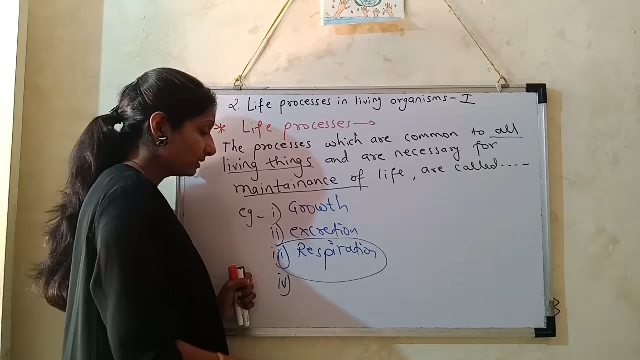 2. Life processes in living organisms - I
* Life processes →
The processes which are common to all
living things and are necessary for
maintainance of life, are called ----
eg - i) Growth
ii) excretion
iii) Respiration
iv)